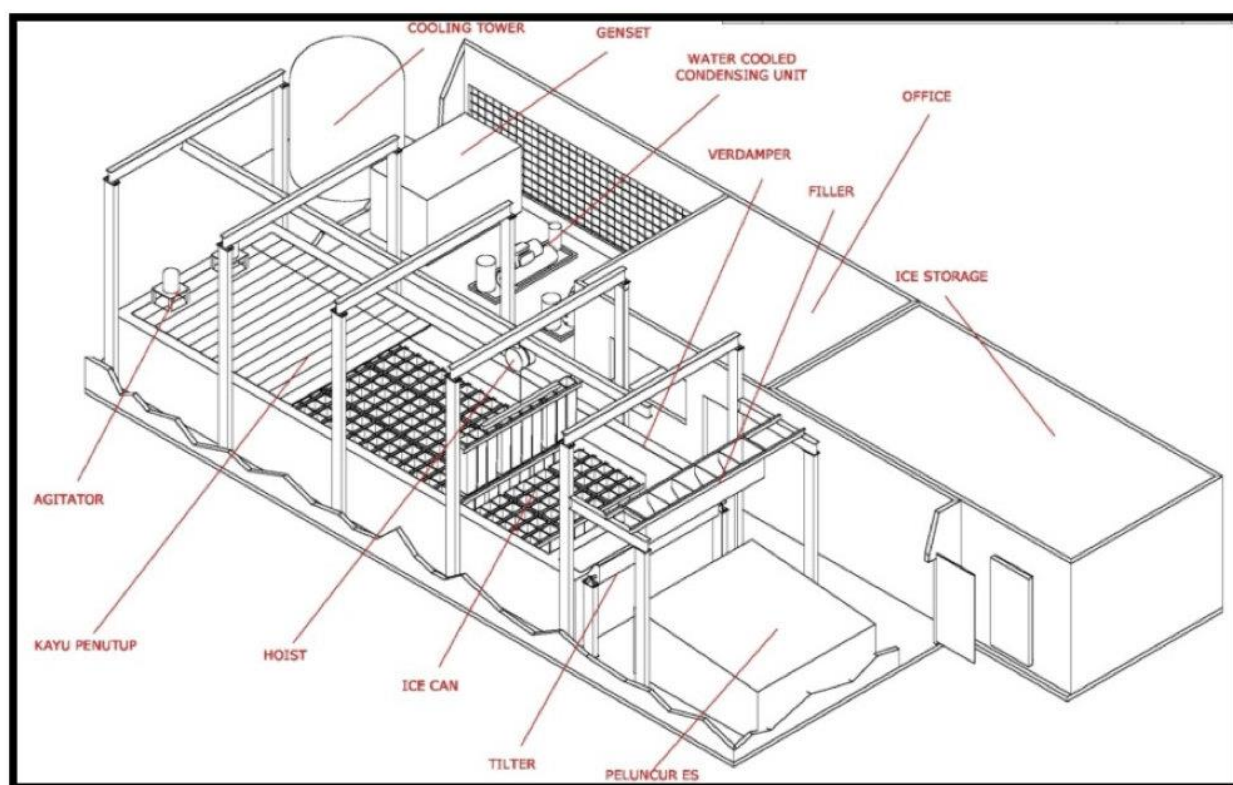 COOLING TOWER
GENSET
WATER COOLED
CONDENSING UNIT
OFFICE
VERDAMPER
FILLER
ICE STORAGE
AGITATOR
KAYU PENUTUP
HOIST
ICE CAN
TILTER
PELUNCUR ES